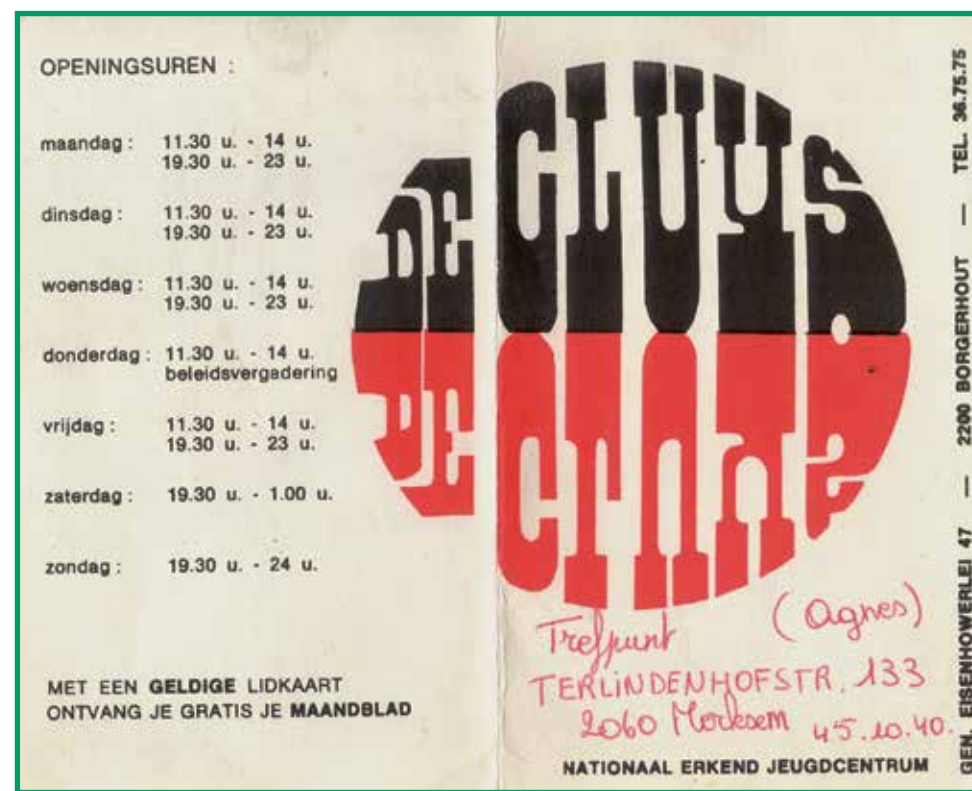 OPENINGSUREN :
maandag : 11.30 u. - 14 u.
19.30 u. - 23 u.
dinsdag : 11.30 u. - 14 u.
19.30 u. - 23 u.
woensdag : 11.30 u. - 14 u.
19.30 u. - 23 u.
donderdag : 11.30 u. - 14 u.
beleidsvergadering
vrijdag : 11.30 u. - 14 u.
19.30 u. - 23 u.
zaterdag : 19.30 u. - 1.00 u.
zondag : 19.30 u. - 24 u.
MET EEN GELDIGE LIDKAART
ONTVANG JE GRATIS JE MAANDBLAD
DE CLUYS
DE CLUYS
Trefpunt (Agnes)
TERLINDENHOFSTR. 133
2060 Merksem 45.10.40.
NATIONAAL ERKEND JEUGDCENTRUM
GEN. EISENHOWERLEI 47 — 2200 BORGERHOUT — TEL. 36.75.75